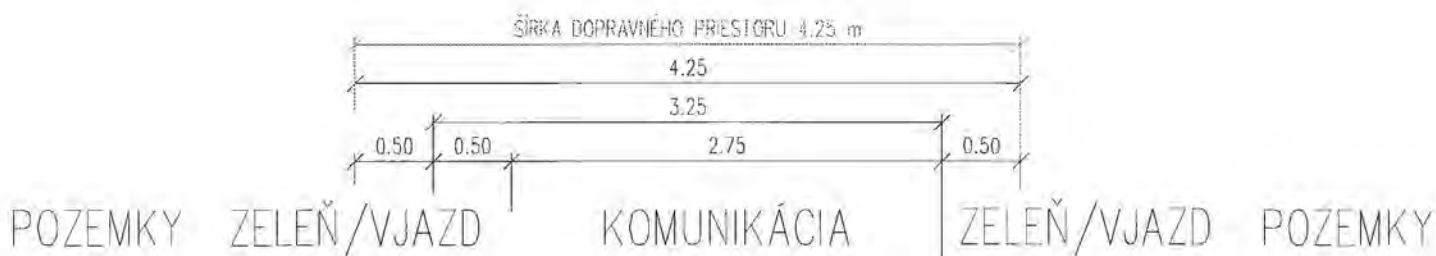 ŠÍRKA DOPRAVNÉHO PRIESTORU 4.25 m
4.25
3.25
0.50 0.50 2.75 0.50
POZEMKY ZELEŇ/VJAZD KOMUNIKÁCIA ZELEŇ/VJAZD POZEMKY